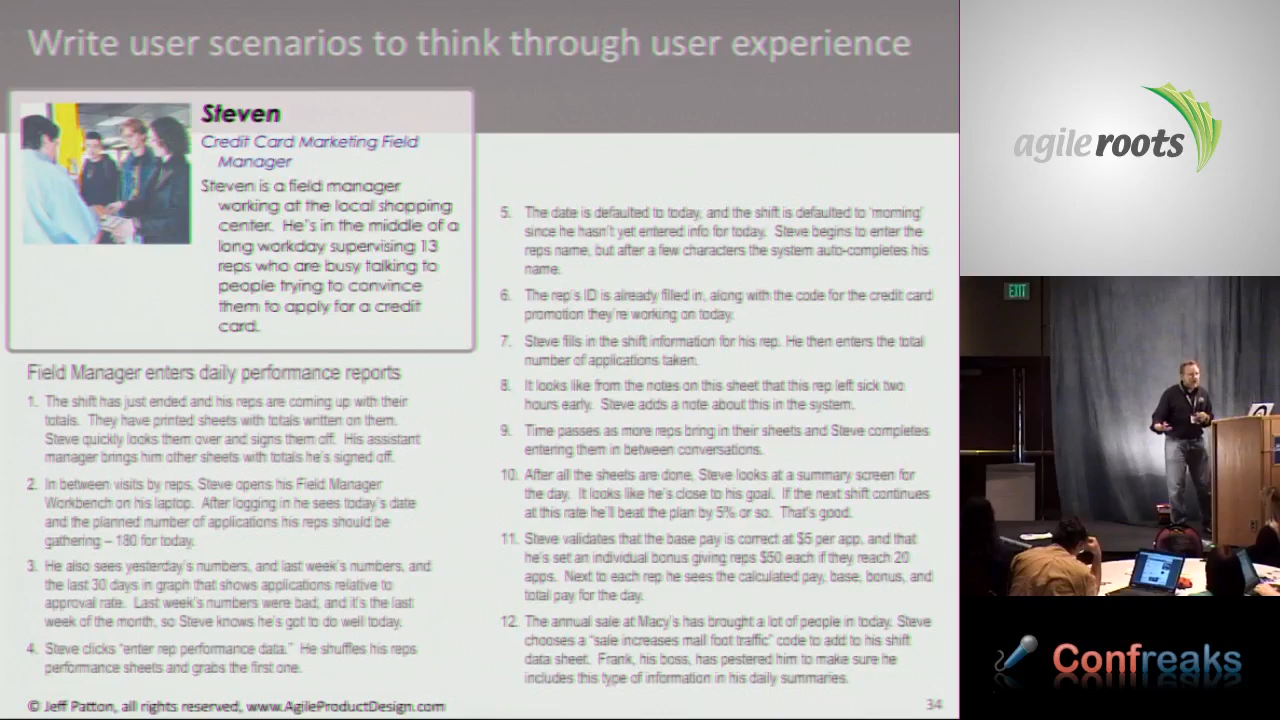 Write user scenarios to think through user experience
Steven
Credit Card Marketing Field
Manager
Steven is a field manager
working at the local shopping
center. He's in the middle of a
long workday supervising 13
reps who are busy talking to
people trying to convince
them to apply for a credit
card.
Field Manager enters daily performance reports
1. The shift has just ended and his reps are coming up with their
totals. They have printed sheets with totals written on them.
Steve quickly looks them over and signs them off. His assistant
manager brings him other sheets with totals he's signed off.
2. In between visits by reps, Steve opens his Field Manager
Workbench on his laptop. After logging in he sees today's date
and the planned number of applications his reps should be
gathering – 180 for today.
3. He also sees yesterday's numbers, and last week's numbers, and
the last 30 days in graph that shows applications relative to
approval rate. Last week's numbers were bad, and it's the last
week of the month, so Steve knows he's got to do well today.
4. Steve clicks "enter rep performance data." He shuffles his reps
performance sheets and grabs the first one.
5. The date is defaulted to today, and the shift is defaulted to 'morning'
since he hasn't yet entered info for today. Steve begins to enter the
reps name, but after a few characters the system auto-completes his
name.
6. The rep's ID is already filled in, along with the code for the credit card
promotion they're working on today.
7. Steve fills in the shift information for his rep. He then enters the total
number of applications taken.
8. It looks like from the notes on this sheet that this rep left sick two
hours early. Steve adds a note about this in the system.
9. Time passes as more reps bring in their sheets and Steve completes
entering them in between conversations.
10. After all the sheets are done, Steve looks at a summary screen for
the day. It looks like he's close to his goal. If the next shift continues
at this rate he'll beat the plan by 5% or so. That's good.
11. Steve validates that the base pay is correct at $5 per app, and that
he's set an individual bonus giving reps $50 each if they reach 20
apps. Next to each rep he sees the calculated pay, base, bonus, and
total pay for the day.
12. The annual sale at Macy's has brought a lot of people in today. Steve
chooses a "sale increases mall foot traffic" code to add to his shift
data sheet. Frank, his boss, has pestered him to make sure he
includes this type of information in his daily summaries.
© Jeff Patton, all rights reserved, www.AgileProductDesign.com
34
agile roots
EXIT
Confreaks